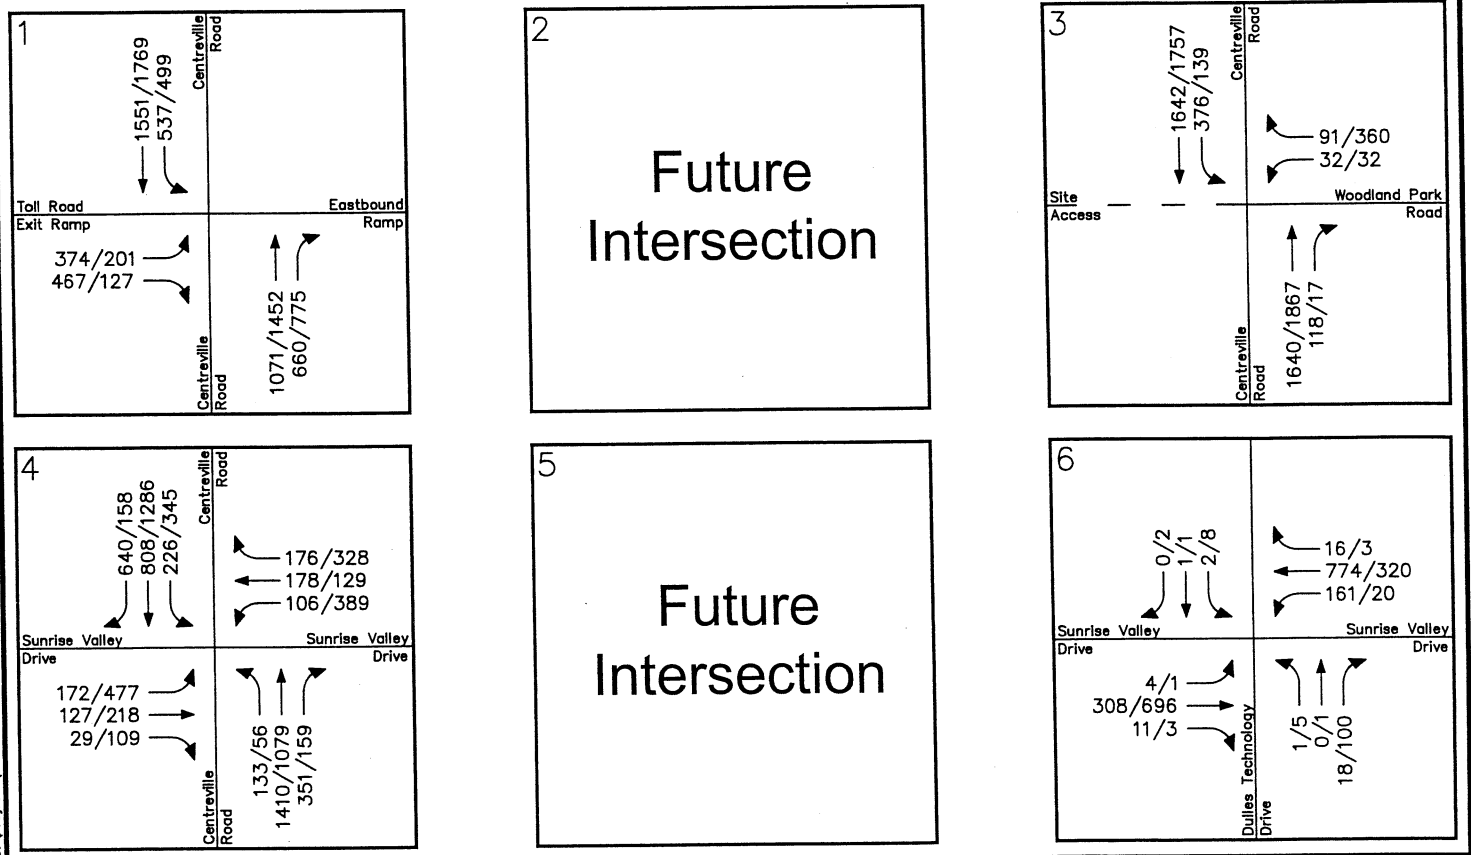 1
1551/1769
537/499
Centreville
Road
Toll Road
Exit Ramp
Eastbound
Ramp
374/201
467/127
1071/1452
660/775
Centreville
Road
2
Future
Intersection
3
1642/1757
376/139
Centreville
Road
91/360
32/32
Site
Access
Woodland Park
Road
1640/1867
118/17
Centreville
Road
4
640/158
808/1286
226/345
Centreville
Road
176/328
178/129
106/389
Sunrise Valley
Drive
Sunrise Valley
Drive
172/477
127/218
29/109
133/56
1410/1079
351/159
Centreville
Road
5
Future
Intersection
6
0/2
1/1
2/8
16/3
774/320
161/20
Sunrise Valley
Drive
Sunrise Valley
Drive
4/1
308/696
11/3
1/5
0/1
18/100
Dulles Technology
Drive